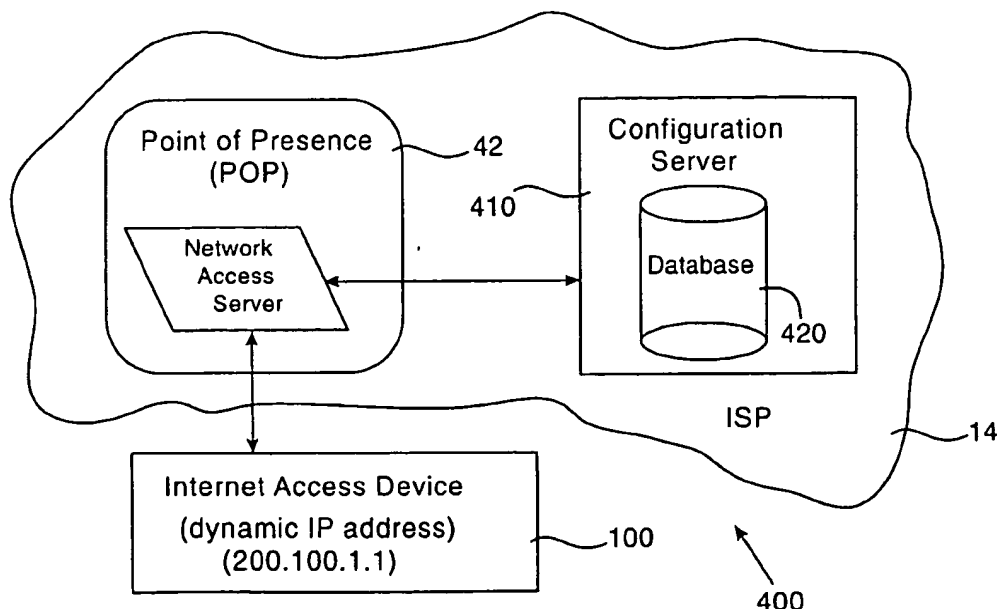 Point of Presence
(POP)
42
Network
Access
Server
Configuration
Server
410
Database
420
ISP
14
Internet Access Device
(dynamic IP address)
(200.100.1.1)
100
400